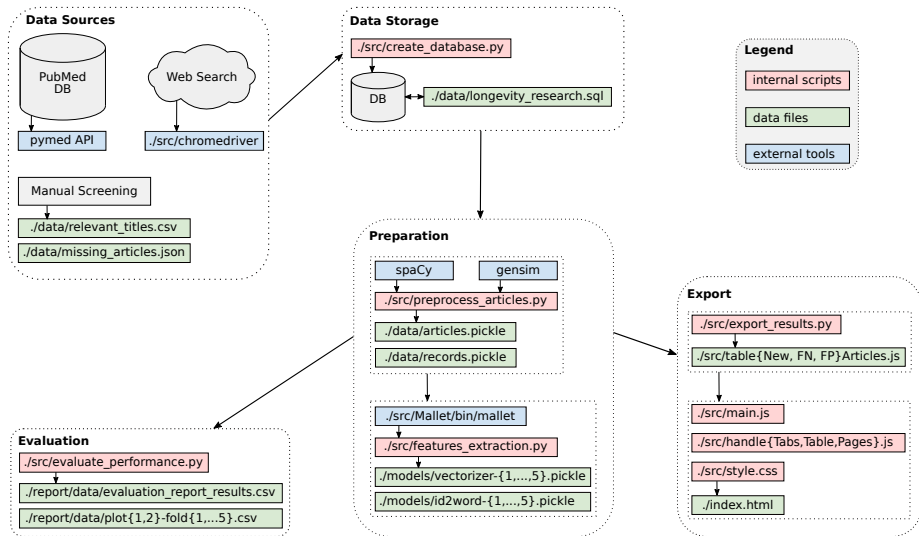 Data Sources
PubMed
DB
Web Search
pymed API
./src/chromedriver
Manual Screening
./data/relevant_titles.csv
./data/missing_articles.json
Data Storage
./src/create_database.py
DB
./data/longevity_research.sql
Legend
internal scripts
data files
external tools
Preparation
spaCy
gensim
./src/preprocess_articles.py
./data/articles.pickle
./data/records.pickle
./src/Mallet/bin/mallet
./src/features_extraction.py
./models/vectorizer-{1,...,5}.pickle
./models/id2word-{1,...,5}.pickle
Evaluation
./src/evaluate_performance.py
./report/data/evaluation_report_results.csv
./report/data/plot{1,2}-fold{1,...5}.csv
Export
./src/export_results.py
./src/table{New, FN, FP}Articles.js
./src/main.js
./src/handle{Tabs,Table,Pages}.js
./src/style.css
./index.html